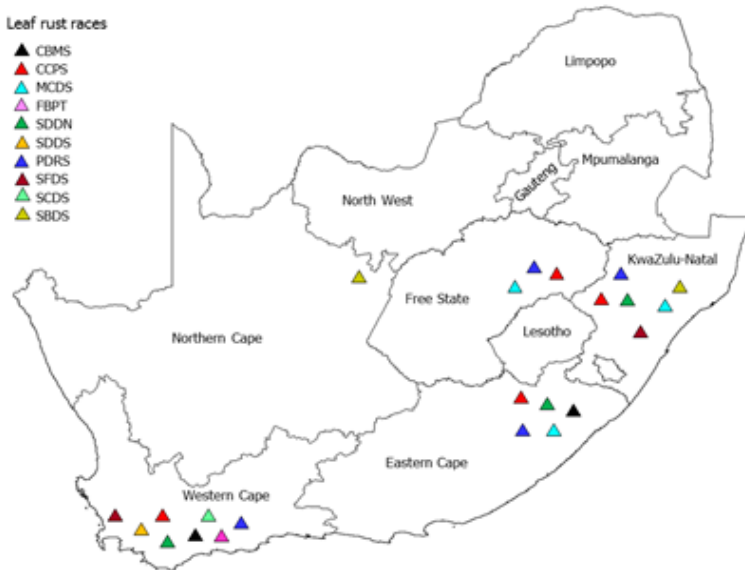 Leaf rust races
CBMS
CCPS
MCDS
FBPT
SDDN
SDDS
PDRS
SFDS
SCDS
SBDS
Limpopo
Mpumalanga
Gauteng
North West
KwaZulu-Natal
Free State
Lesotho
Northern Cape
Eastern Cape
Western Cape